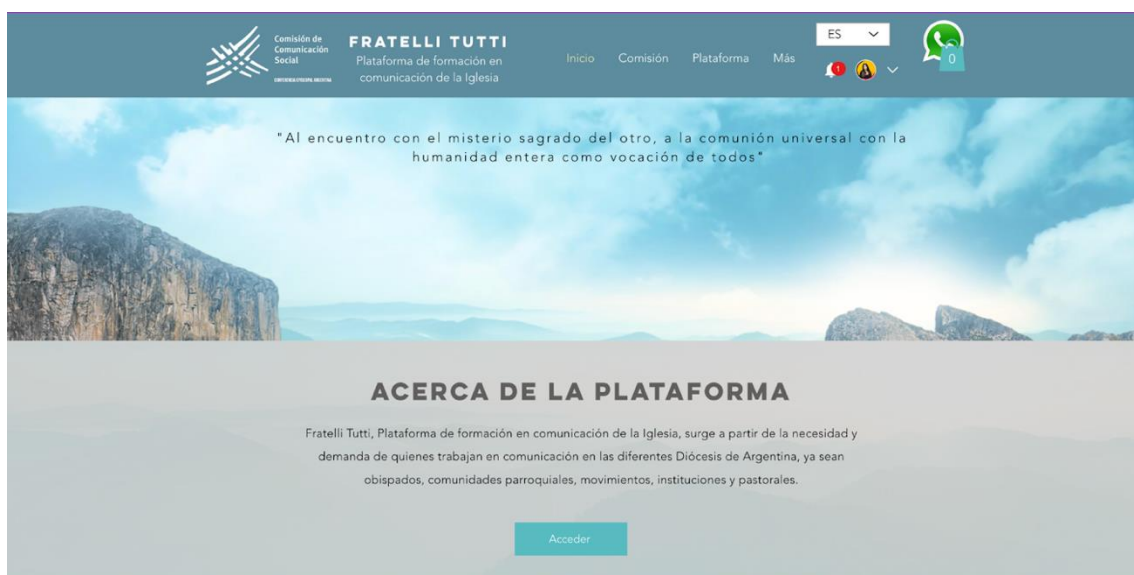 Comisión de
Comunicación
Social
CONFERENCIA EPISCOPAL ARGENTINA
FRATELLI TUTTI
Plataforma de formación en
comunicación de la Iglesia
Inicio Comisión Plataforma Más
ES
1
0
"Al encuentro con el misterio sagrado del otro, a la comunión universal con la
humanidad entera como vocación de todos"
ACERCA DE LA PLATAFORMA
Fratelli Tutti, Plataforma de formación en comunicación de la Iglesia, surge a partir de la necesidad y
demanda de quienes trabajan en comunicación en las diferentes Diócesis de Argentina, ya sean
obispados, comunidades parroquiales, movimientos, instituciones y pastorales.
Acceder